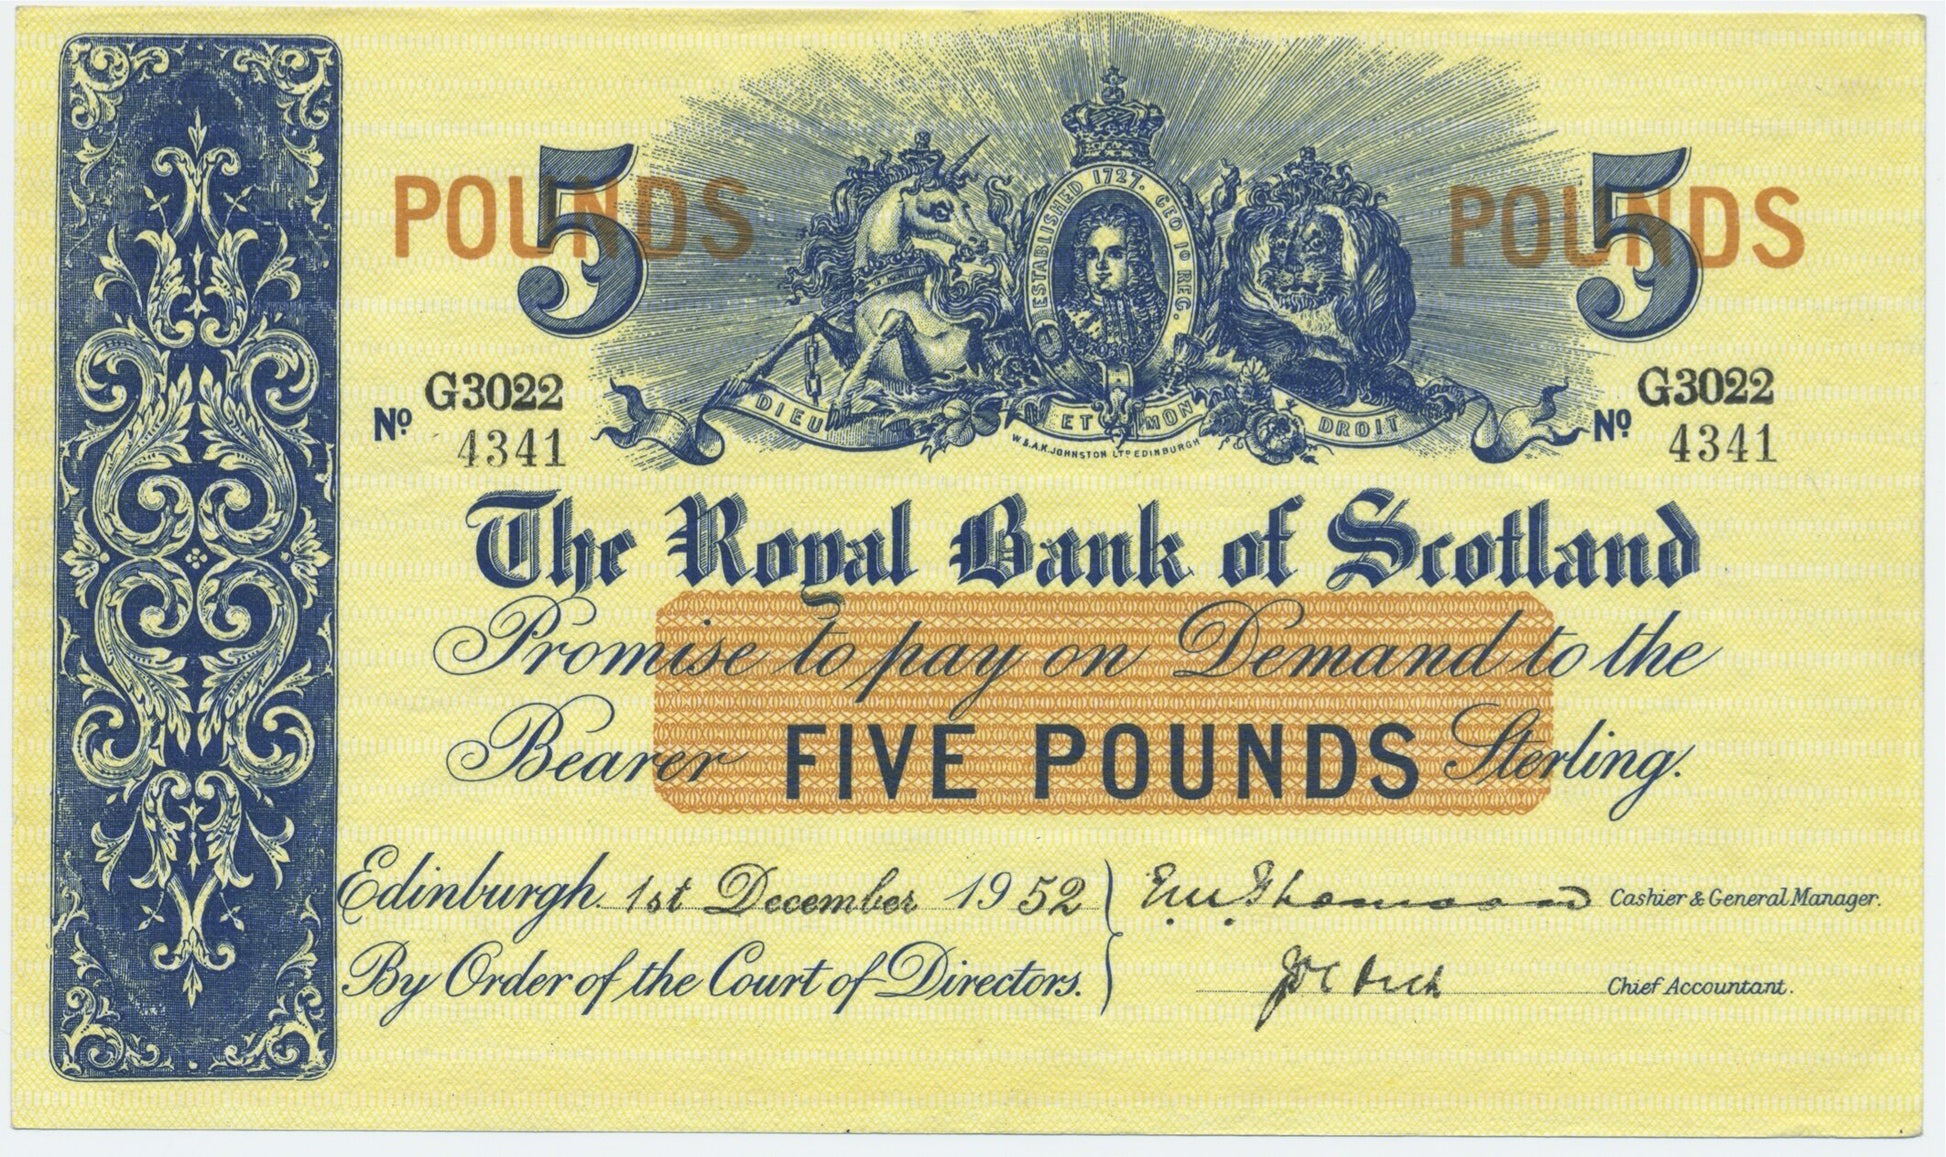 POUNDS 5
POUNDS 5
ESTABLISHED 1727. GEO 1º REG.
Nº G3022 4341
Nº G3022 4341
DIEU ET MON DROIT
W. & A.K. JOHNSTON LTD EDINBURGH
The Royal Bank of Scotland
Promise to pay on Demand to the
Bearer FIVE POUNDS Sterling.
Edinburgh. 1st December 1952
Cashier & General Manager.
By Order of the Court of Directors.
Chief Accountant.